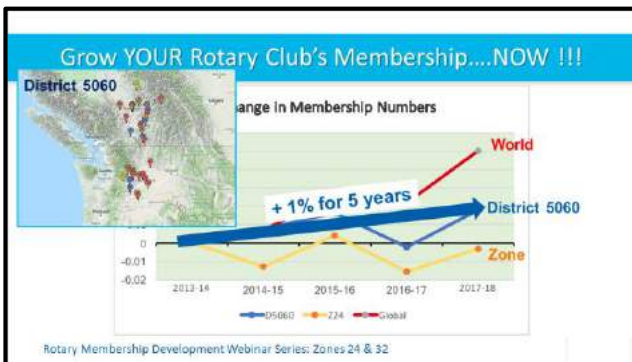 Grow YOUR Rotary Club's Membership....NOW !!!
District 5060
ange in Membership Numbers
World
+ 1% for 5 years
District 5060
0
Zone
-0.01
-0.02
2013-14 2014-15 2015-16 2016-17 2017-18
D5060 Z24 Global
Rotary Membership Development Webinar Series: Zones 24 & 32